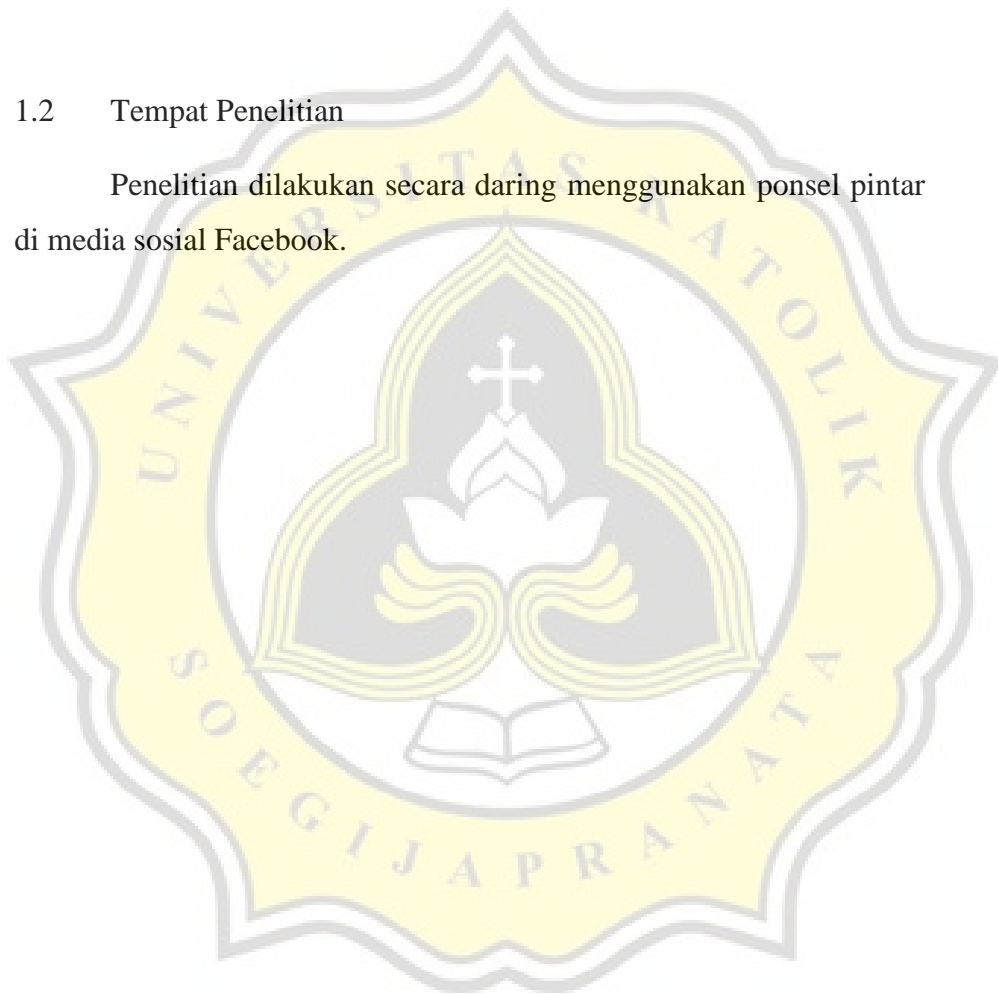 1.2 Tempat Penelitian
Penelitian dilakukan secara daring menggunakan ponsel pintar
di media sosial Facebook.
UNIVERSITAS KATOLIK
SOEGIJAPRANATA